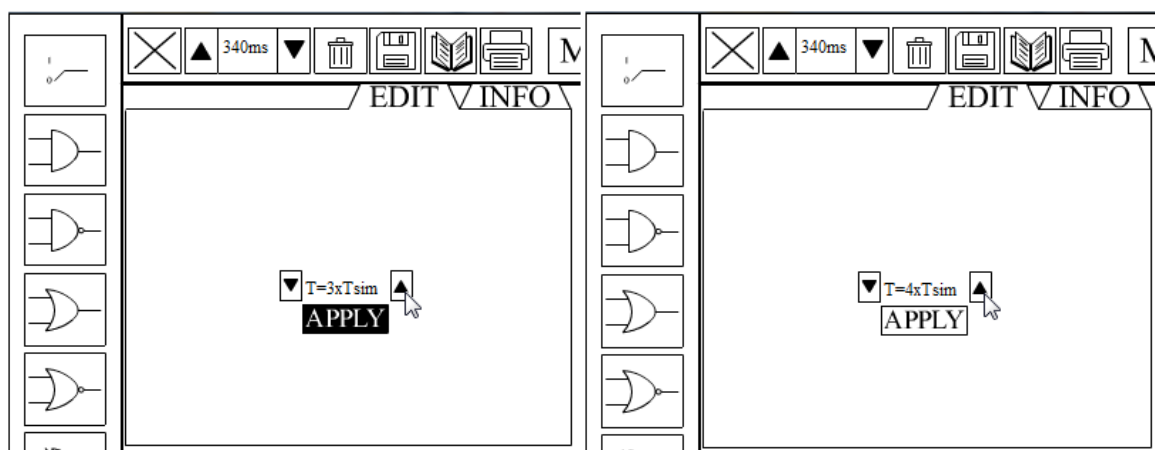 340ms
M
EDIT
INFO
T=3xTsim
APPLY
340ms
M
EDIT
INFO
T=4xTsim
APPLY